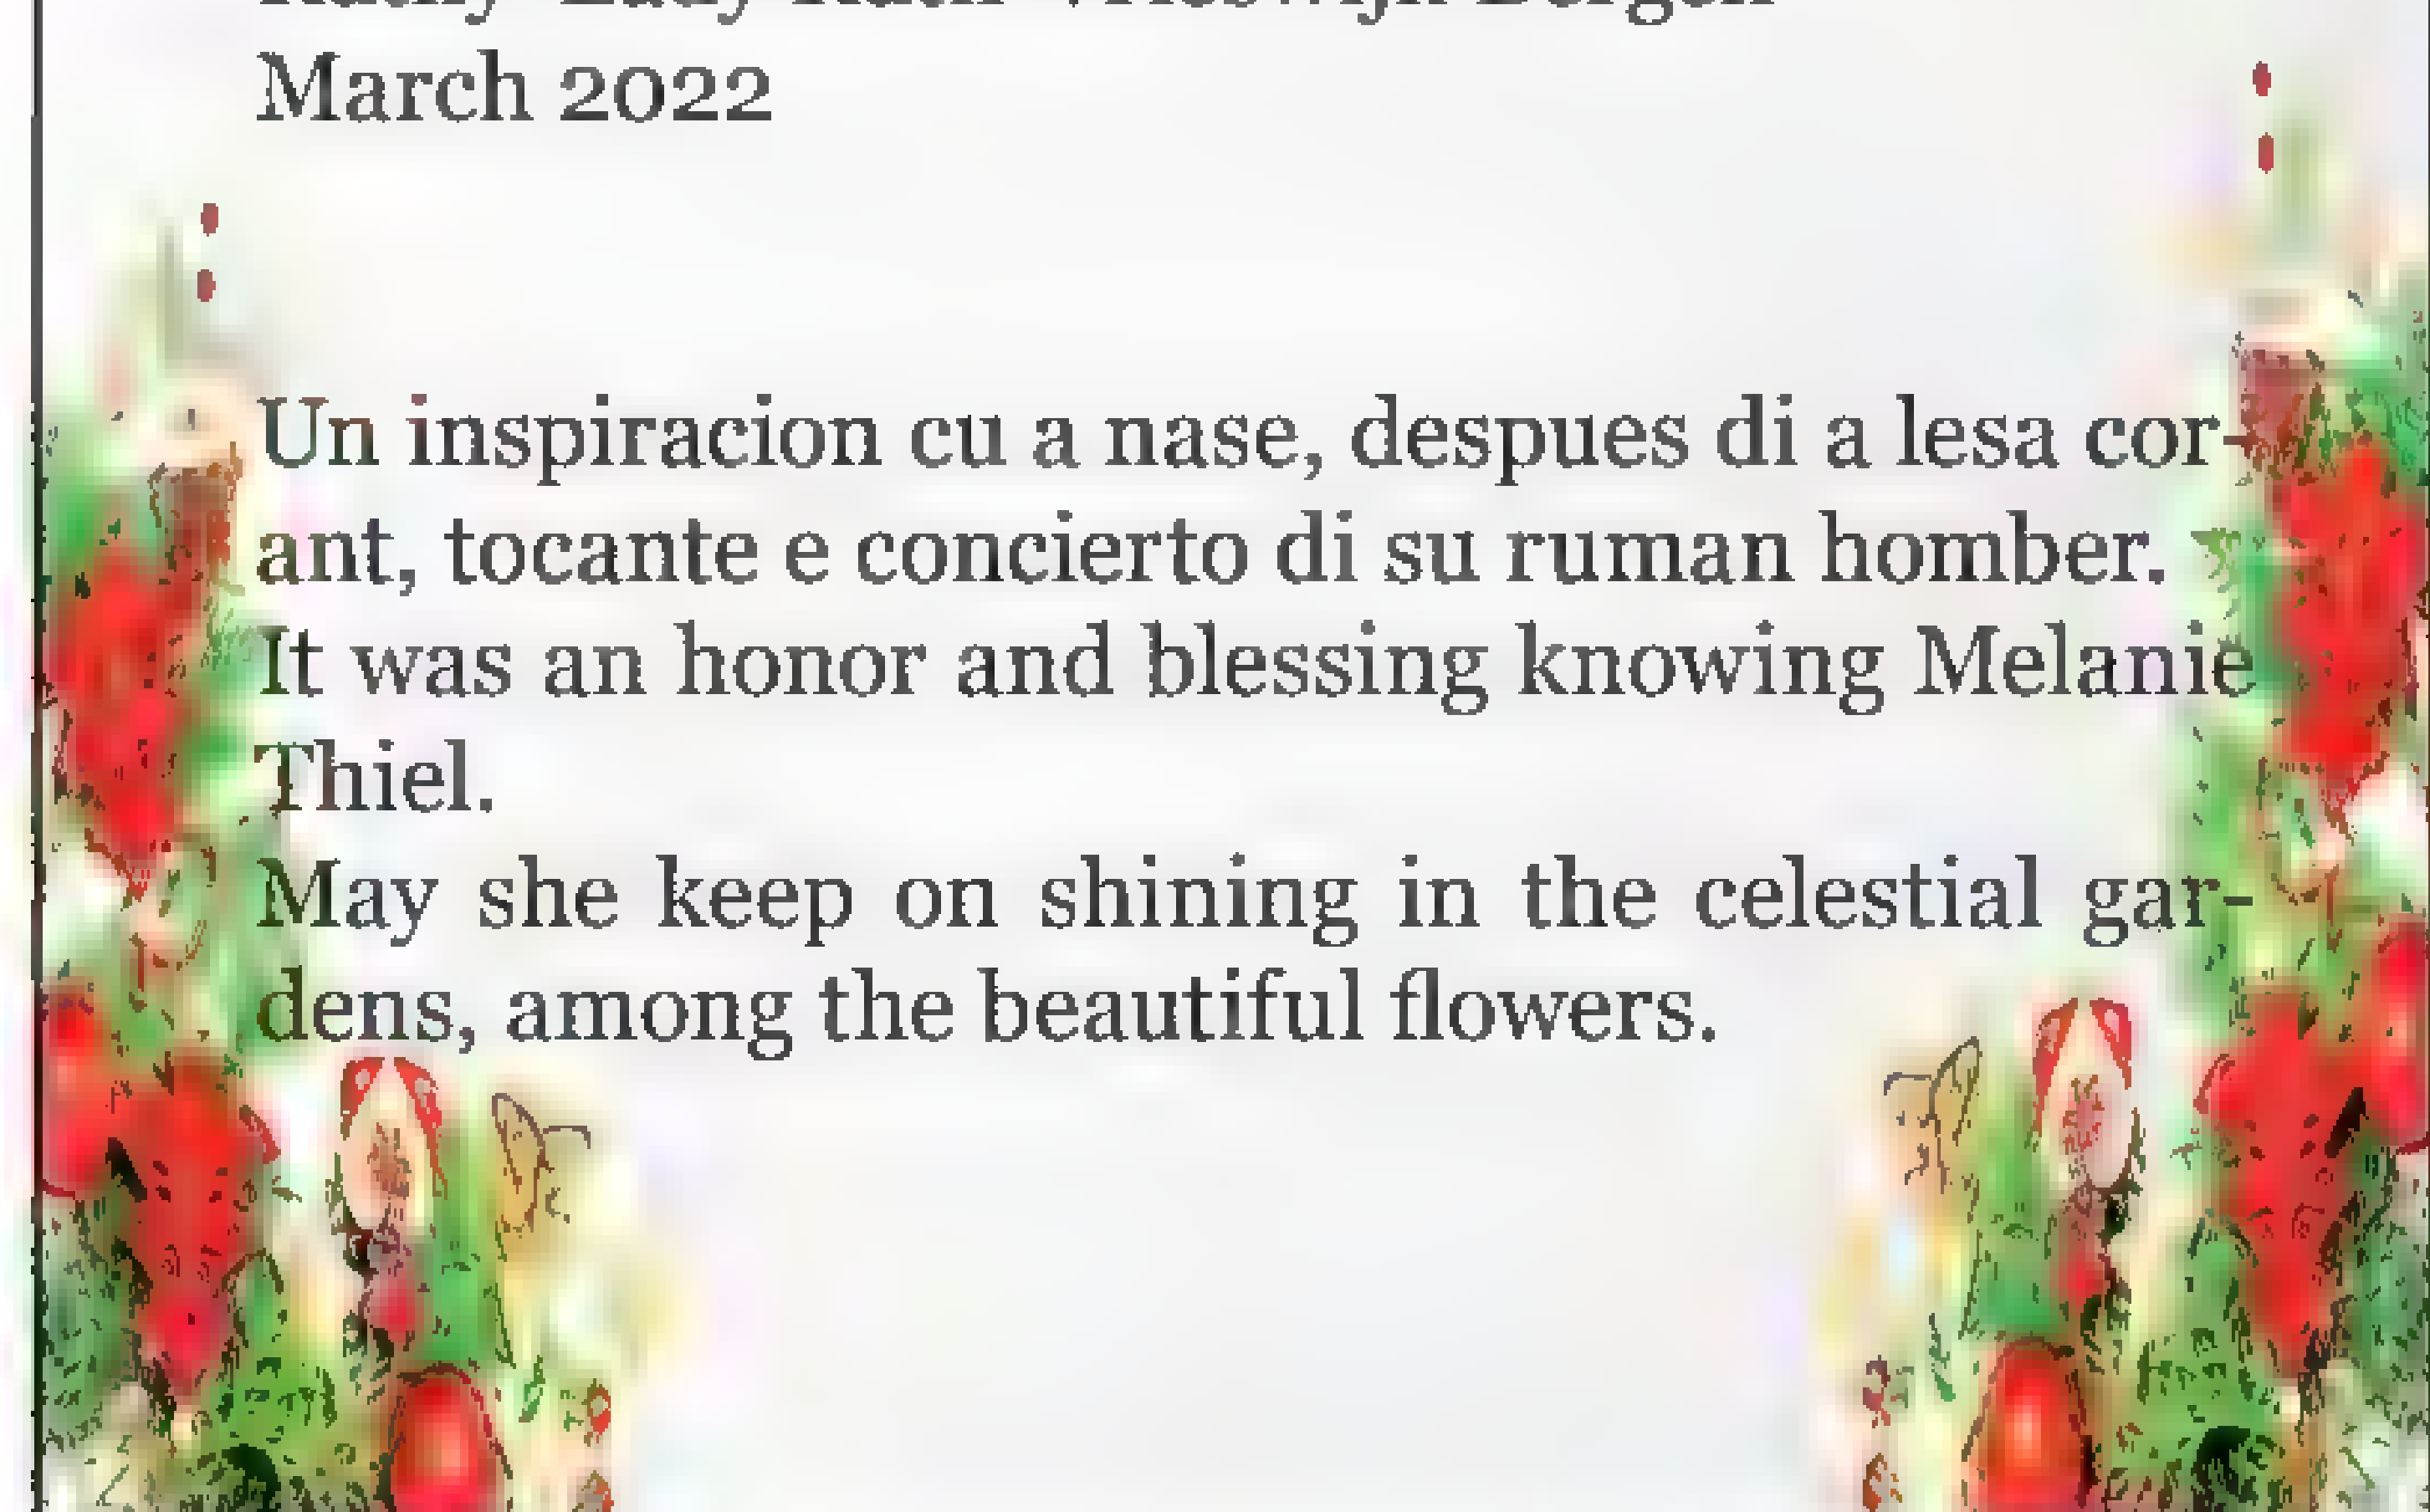 March 2022
Un inspiracion cu a nase, despues di a lesa cor-
ant, tocante e concierto di su ruman homber.
It was an honor and blessing knowing Melanie
Thiel.
May she keep on shining in the celestial gar-
dens, among the beautiful flowers.